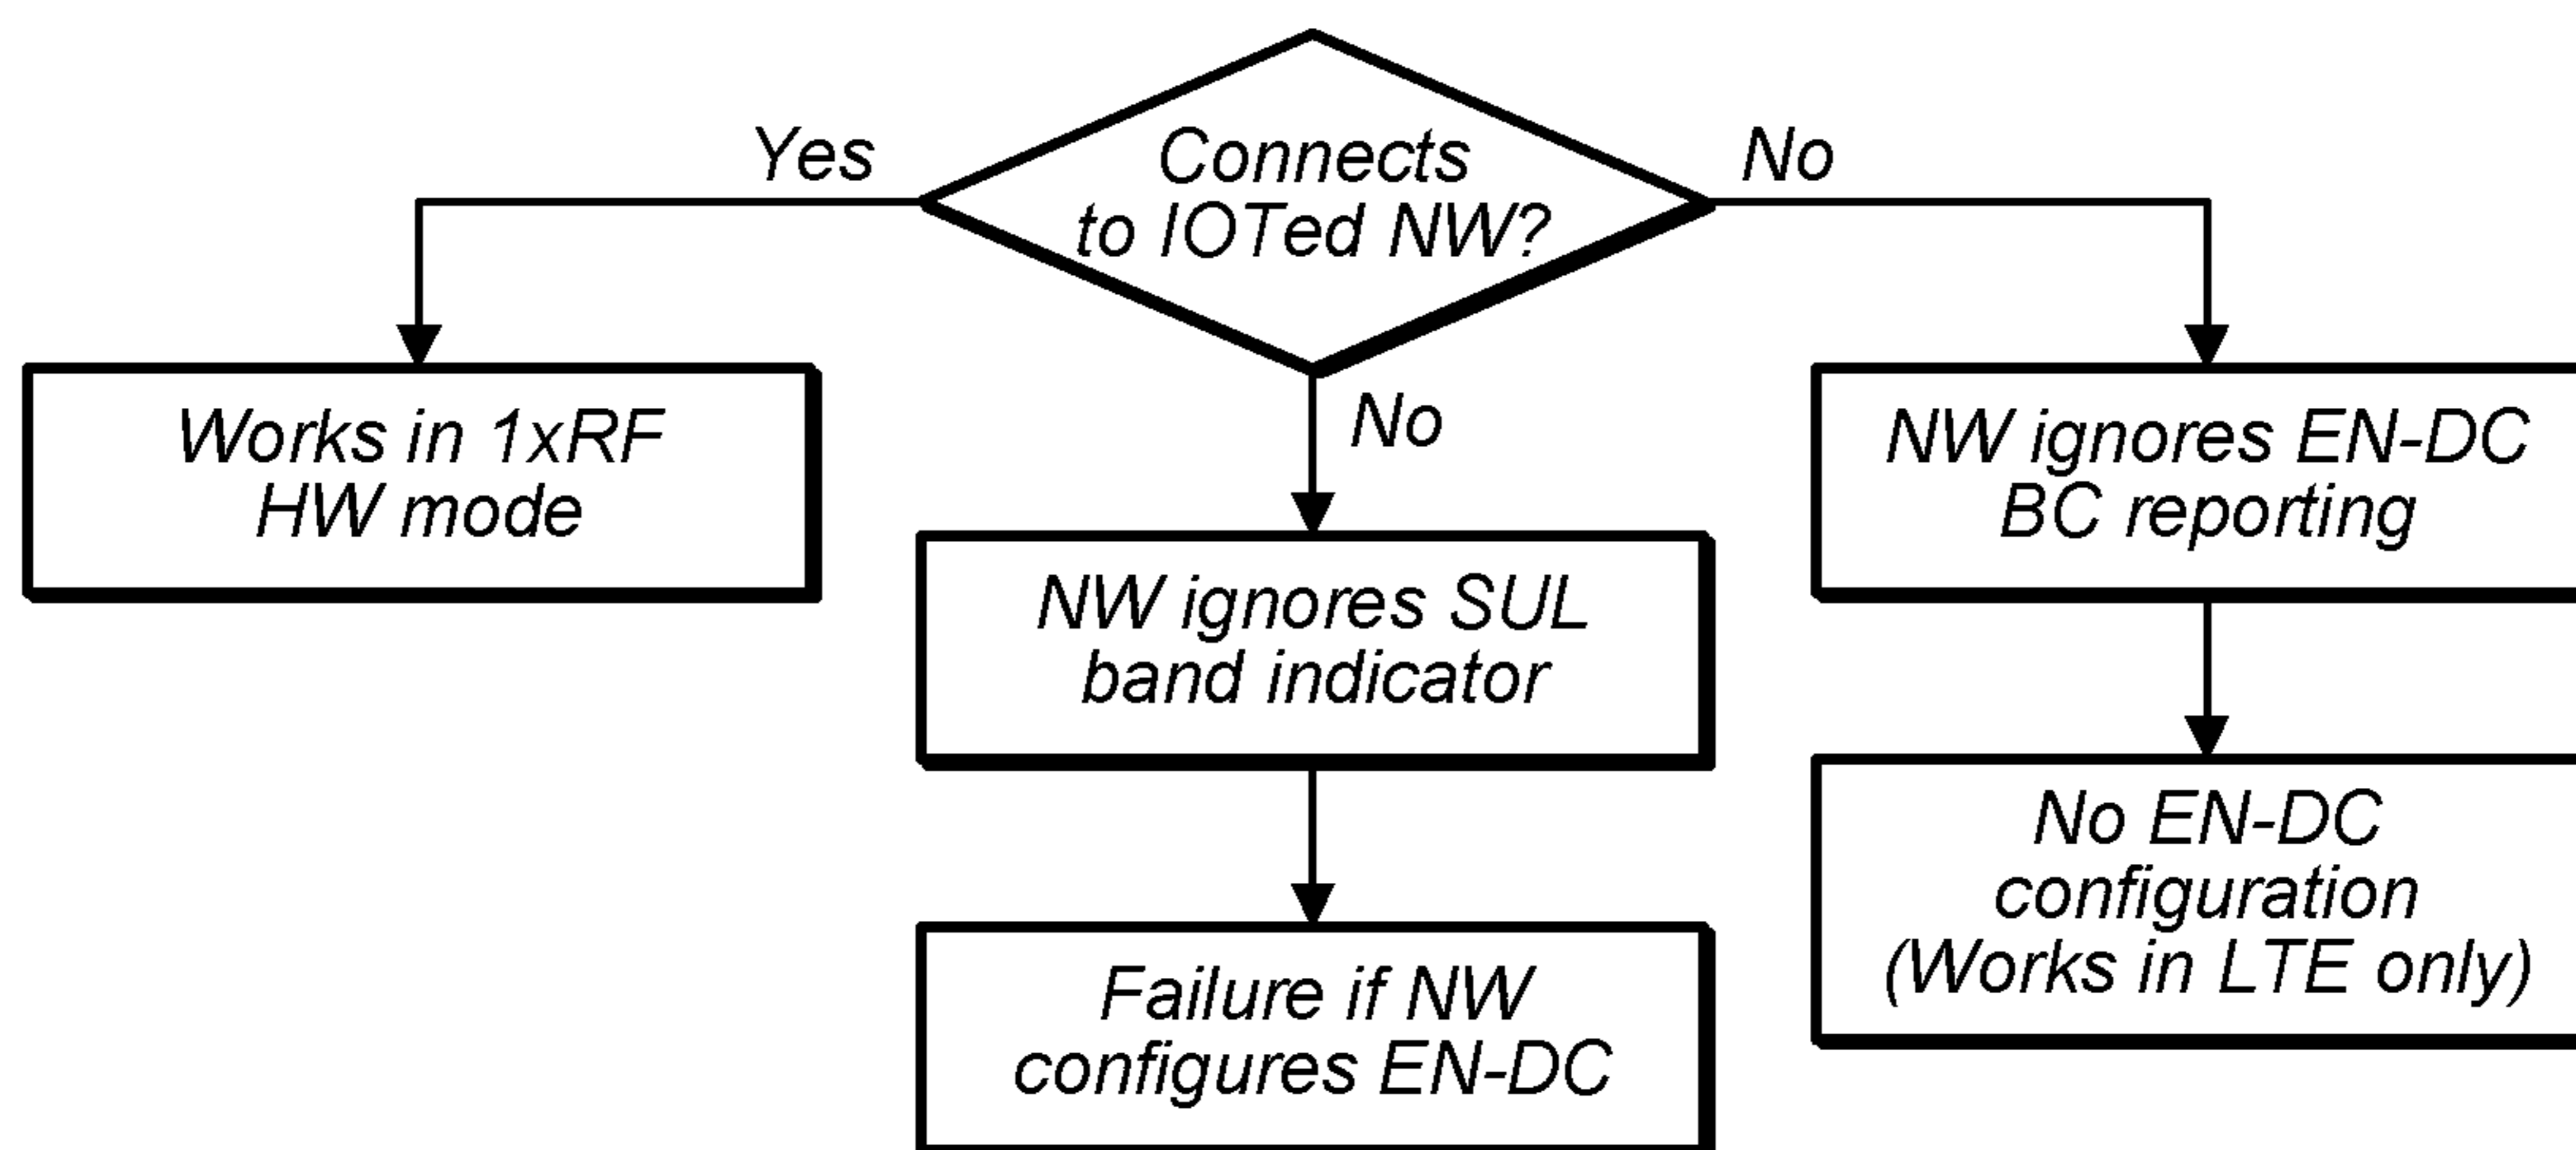 Connects
to IOTed NW?
Yes
No
No
Works in 1xRF
HW mode
NW ignores SUL
band indicator
Failure if NW
configures EN-DC
NW ignores EN-DC
BC reporting
No EN-DC
configuration
(Works in LTE only)